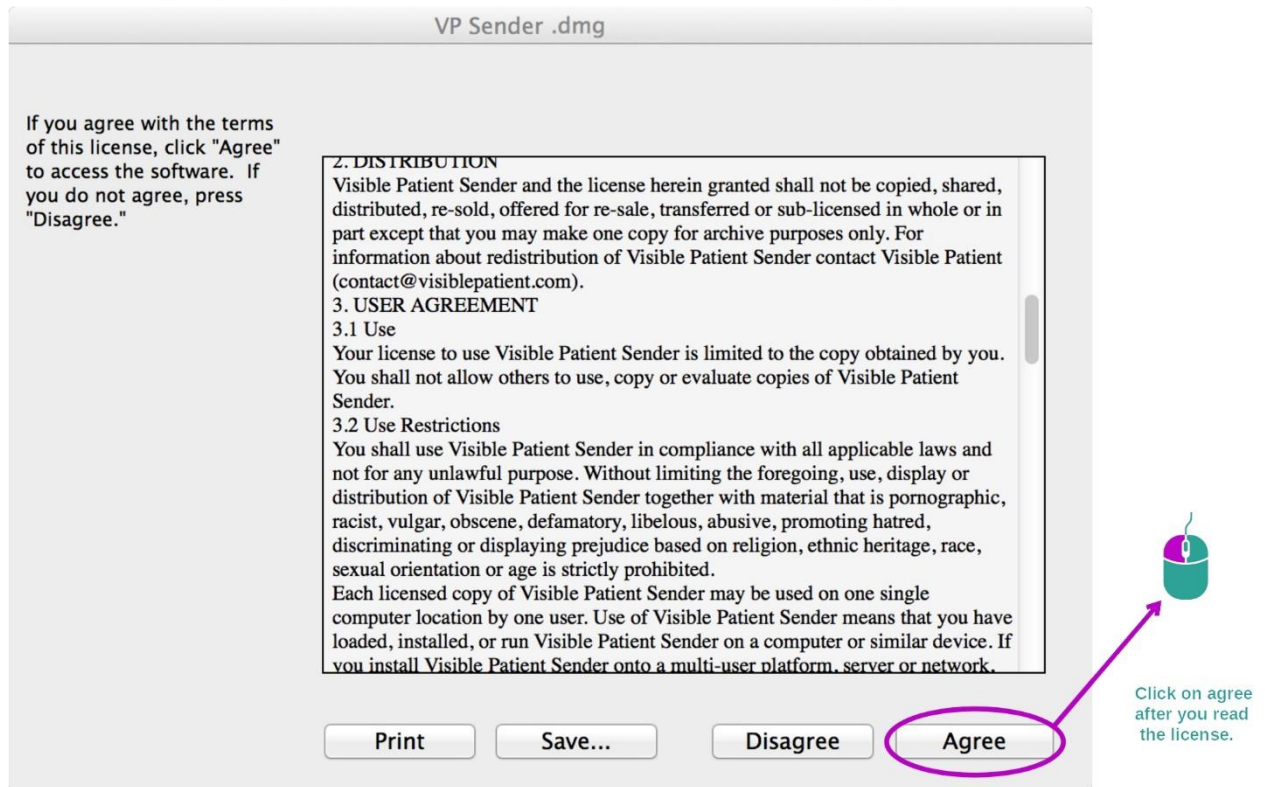 VP Sender .dmg
If you agree with the terms
of this license, click "Agree"
to access the software.  If
you do not agree, press
"Disagree."
2. DISTRIBUTION
Visible Patient Sender and the license herein granted shall not be copied, shared,
distributed, re-sold, offered for re-sale, transferred or sub-licensed in whole or in
part except that you may make one copy for archive purposes only. For
information about redistribution of Visible Patient Sender contact Visible Patient
(contact@visiblepatient.com).
3. USER AGREEMENT
3.1 Use
Your license to use Visible Patient Sender is limited to the copy obtained by you.
You shall not allow others to use, copy or evaluate copies of Visible Patient
Sender.
3.2 Use Restrictions
You shall use Visible Patient Sender in compliance with all applicable laws and
not for any unlawful purpose. Without limiting the foregoing, use, display or
distribution of Visible Patient Sender together with material that is pornographic,
racist, vulgar, obscene, defamatory, libelous, abusive, promoting hatred,
discriminating or displaying prejudice based on religion, ethnic heritage, race,
sexual orientation or age is strictly prohibited.
Each licensed copy of Visible Patient Sender may be used on one single
computer location by one user. Use of Visible Patient Sender means that you have
loaded, installed, or run Visible Patient Sender on a computer or similar device. If
you install Visible Patient Sender onto a multi-user platform, server or network,
Print
Save...
Disagree
Agree
Click on agree
after you read
the license.